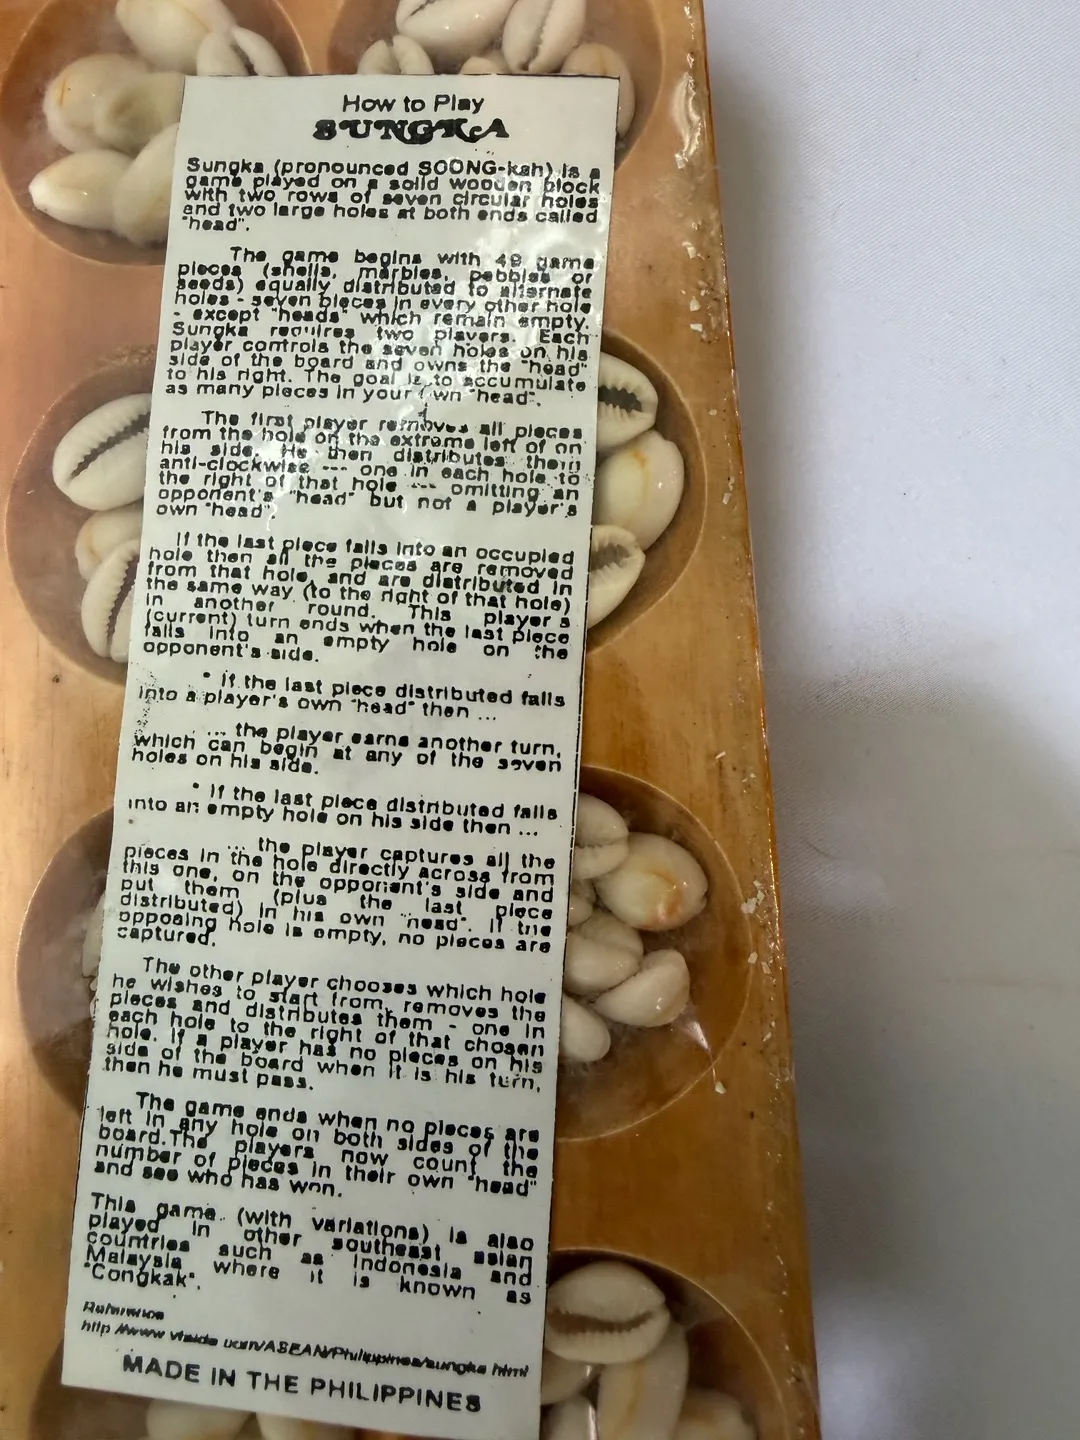 How to Play
SUNGKA
Sungka (pronounced SOONG-kah) is a
game played on a solid wooden block
with two rows of seven circular holes
and two large holes at both ends called
"head".
The game begins with 49 game
pieces (shells, marbles, pebbles or
seeds) equally distributed to alternate
holes - seven pieces in every other hole
- except "heads" which remain empty.
Sungka requires two players. Each
player controls the seven holes on his
side of the board and owns the "head"
to his right. The goal is to accumulate
as many pieces in your own "head".
The first player removes all pieces
from the hole on the extreme left of on
his side. He then distributes them
anti-clockwise --- one in each hole to
the right of that hole --- omitting an
opponent's "head" but not a player's
own "head".
If the last piece falls into an occupied
hole then all the pieces are removed
from that hole, and are distributed in
the same way (to the right of that hole)
in another round. This player's
(current) turn ends when the last piece
falls into an empty hole on the
opponent's side.
* If the last piece distributed falls
into a player's own "head" then ...
... the player earns another turn,
which can begin at any of the seven
holes on his side.
* If the last piece distributed falls
into an empty hole on his side then ...
... the player captures all the
pieces in the hole directly across from
this one, on the opponent's side and
put them (plus the last piece
distributed) in his own "head". If the
opposing hole is empty, no pieces are
captured.
The other player chooses which hole
he wishes to start from, removes the
pieces and distributes them - one in
each hole to the right of that chosen
hole. If a player has no pieces on his
side of the board when it is his turn,
then he must pass.
The game ends when no pieces are
left in any hole on both sides of the
board.The players now count the
number of pieces in their own "head"
and see who has won.
This game (with variations) is also
played in other southeast asian
countries such as Indonesia and
Malaysia where it is known as
"Congkak".
Reference
/ASEAN/Philippines/sungka html
MADE IN THE PHILIPPINES